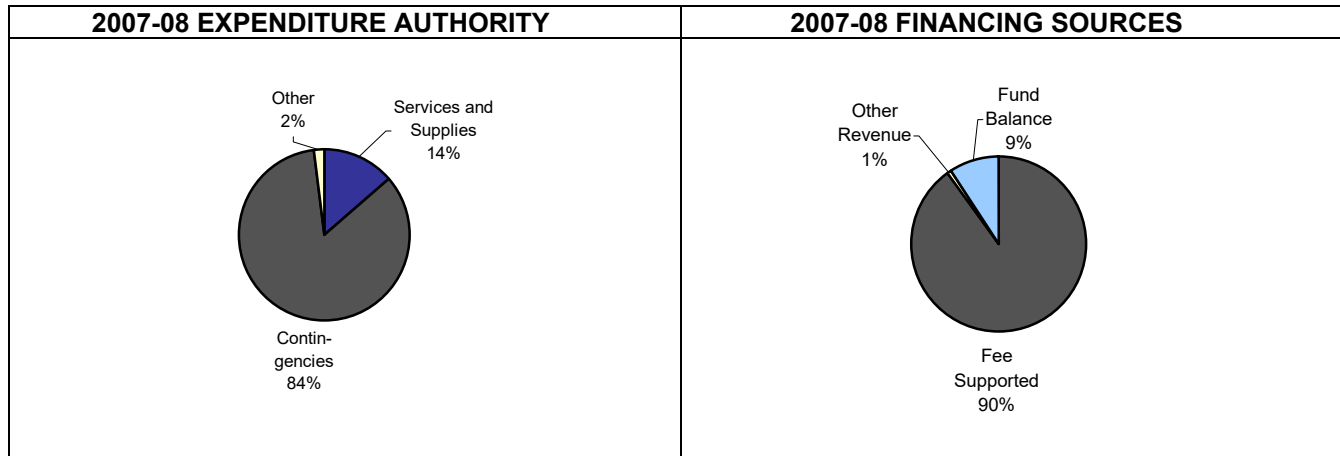 2007-08 EXPENDITURE AUTHORITY
Other
2%
Services and
Supplies
14%
Contin-
gencies
84%
2007-08 FINANCING SOURCES
Other
Revenue
1%
Fund
Balance
9%
Fee
Supported
90%